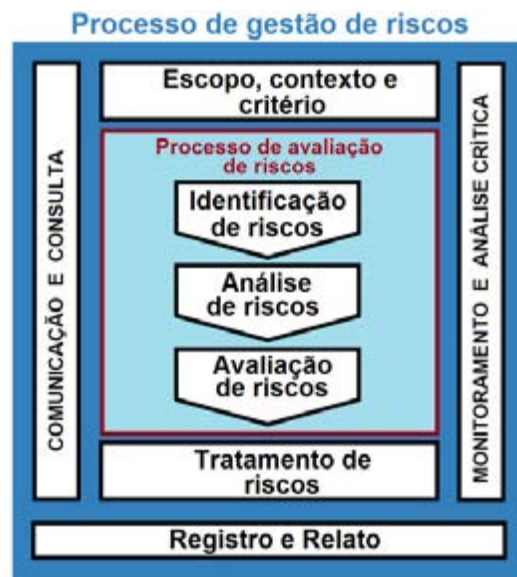 Processo de gestão de riscos
COMUNICAÇÃO E CONSULTA
Escopo, contexto e
critério
Processo de avaliação
de riscos
Identificação
de riscos
Análise
de riscos
Avaliação
de riscos
Tratamento de
riscos
MONITORAMENTO E ANÁLISE CRÍTICA
Registro e Relato